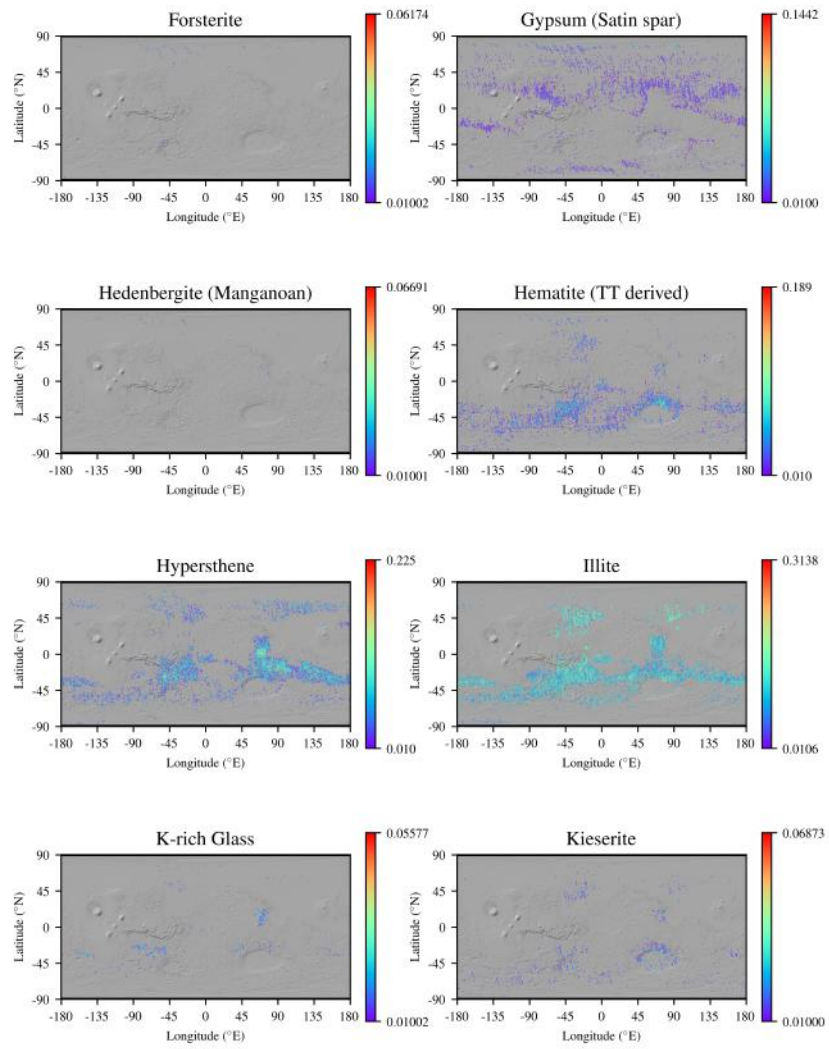 Forsterite
0.06174
90
45
0
-45
-90
Latitude (°N)
-180 -135 -90 -45 0 45 90 135 180
Longitude (°E)
0.01002
Gypsum (Satin spar)
0.1442
90
45
0
-45
-90
Latitude (°N)
-180 -135 -90 -45 0 45 90 135 180
Longitude (°E)
0.0100
Hedenbergite (Manganoan)
0.06691
90
45
0
-45
-90
Latitude (°N)
-180 -135 -90 -45 0 45 90 135 180
Longitude (°E)
0.01001
Hematite (TT derived)
0.189
90
45
0
-45
-90
Latitude (°N)
-180 -135 -90 -45 0 45 90 135 180
Longitude (°E)
0.010
Hypersthene
0.225
90
45
0
-45
-90
Latitude (°N)
-180 -135 -90 -45 0 45 90 135 180
Longitude (°E)
0.010
Illite
0.3138
90
45
0
-45
-90
Latitude (°N)
-180 -135 -90 -45 0 45 90 135 180
Longitude (°E)
0.0106
K-rich Glass
0.05577
90
45
0
-45
-90
Latitude (°N)
-180 -135 -90 -45 0 45 90 135 180
Longitude (°E)
0.01002
Kieserite
0.06873
90
45
0
-45
-90
Latitude (°N)
-180 -135 -90 -45 0 45 90 135 180
Longitude (°E)
0.01000